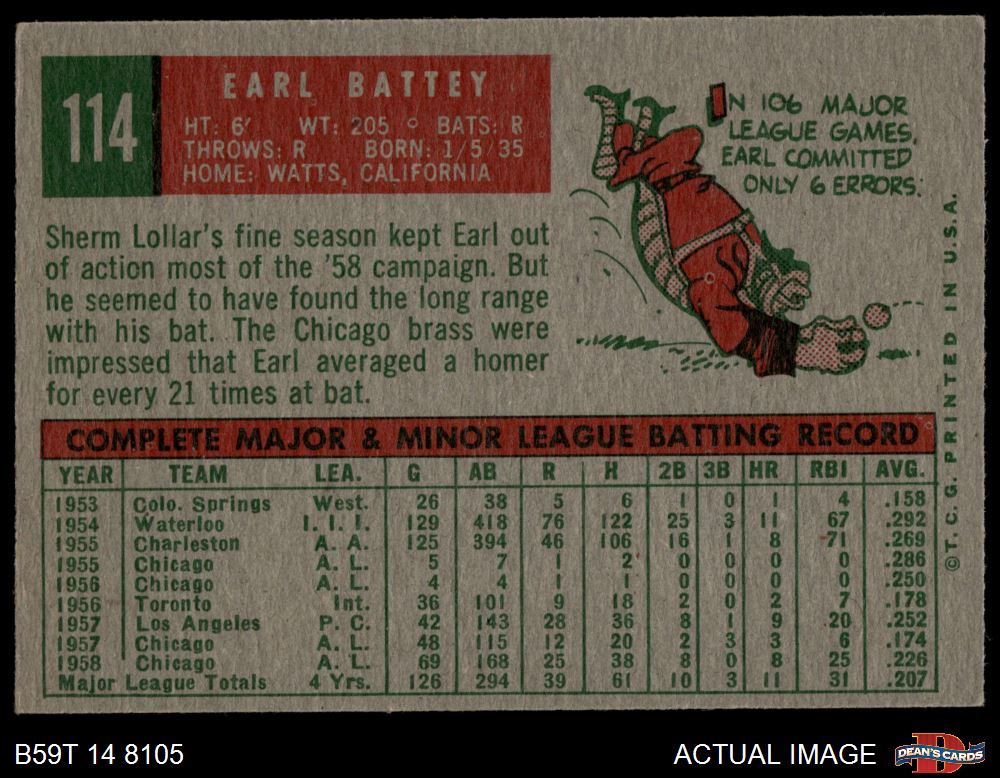 114
EARL BATTEY
HT: 6' WT: 205 ○ BATS: R
THROWS: R BORN: 1/5/35
HOME: WATTS, CALIFORNIA
IN 106 MAJOR
LEAGUE GAMES,
EARL COMMITTED
ONLY 6 ERRORS.
Sherm Lollar's fine season kept Earl out
of action most of the '58 campaign. But
he seemed to have found the long range
with his bat. The Chicago brass were
impressed that Earl averaged a homer
for every 21 times at bat.
COMPLETE MAJOR & MINOR LEAGUE BATTING RECORD
YEAR TEAM LEA. G AB R H 2B 3B HR RBI AVG.
1953 Colo. Springs West. 26 38 5 6 1 0 1 4 .158
1954 Waterloo I. I. I. 129 418 76 122 25 3 11 67 .292
1955 Charleston A. A. 125 394 46 106 16 1 8 71 .269
1955 Chicago A. L. 5 7 1 2 0 0 0 0 .286
1956 Chicago A. L. 4 4 1 1 0 0 0 0 .250
1956 Toronto Int. 36 101 9 18 2 0 2 7 .178
1957 Los Angeles P. C. 42 143 28 36 8 1 9 20 .252
1957 Chicago A. L. 48 115 12 20 2 3 3 6 .174
1958 Chicago A. L. 69 168 25 38 8 0 8 25 .226
Major League Totals 4 Yrs. 126 294 39 61 10 3 11 31 .207
©T. C. G. PRINTED IN U.S.A.
B59T 14 8105
ACTUAL IMAGE
DEAN'S CARDS